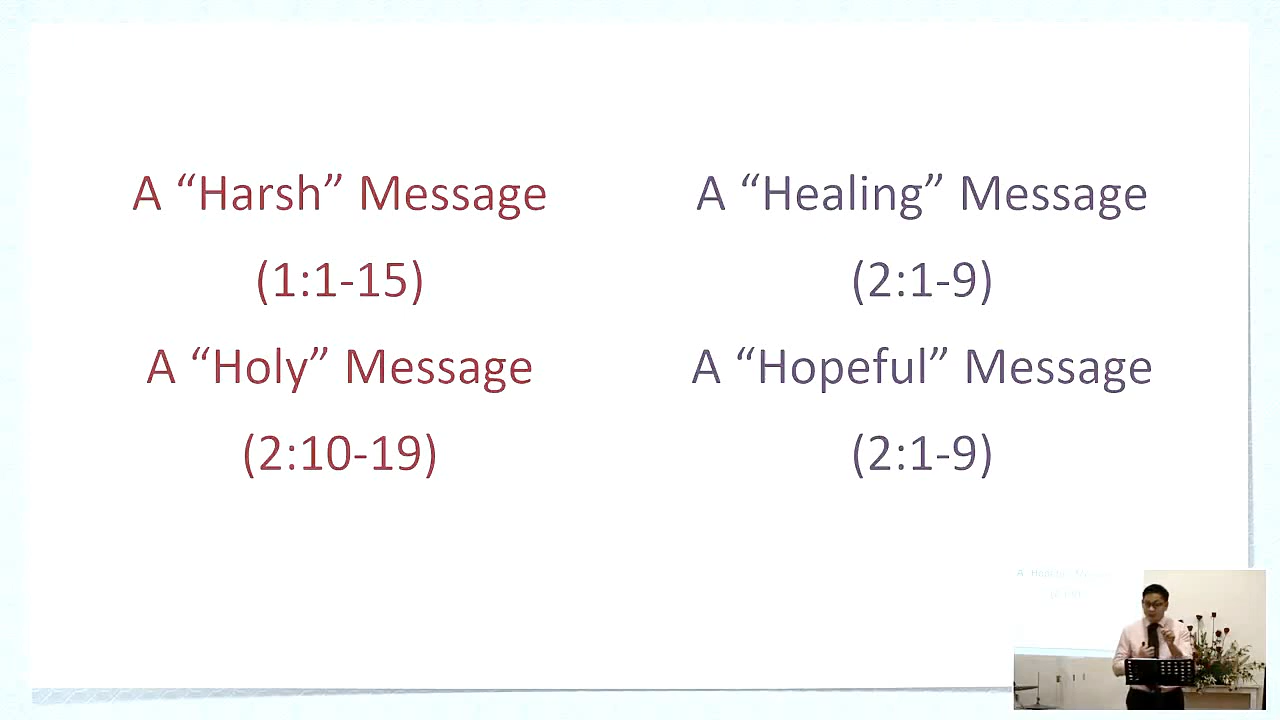 A “Harsh” Message
(1:1-15)
A “Holy” Message
(2:10-19)
A “Healing” Message
(2:1-9)
A “Hopeful” Message
(2:1-9)